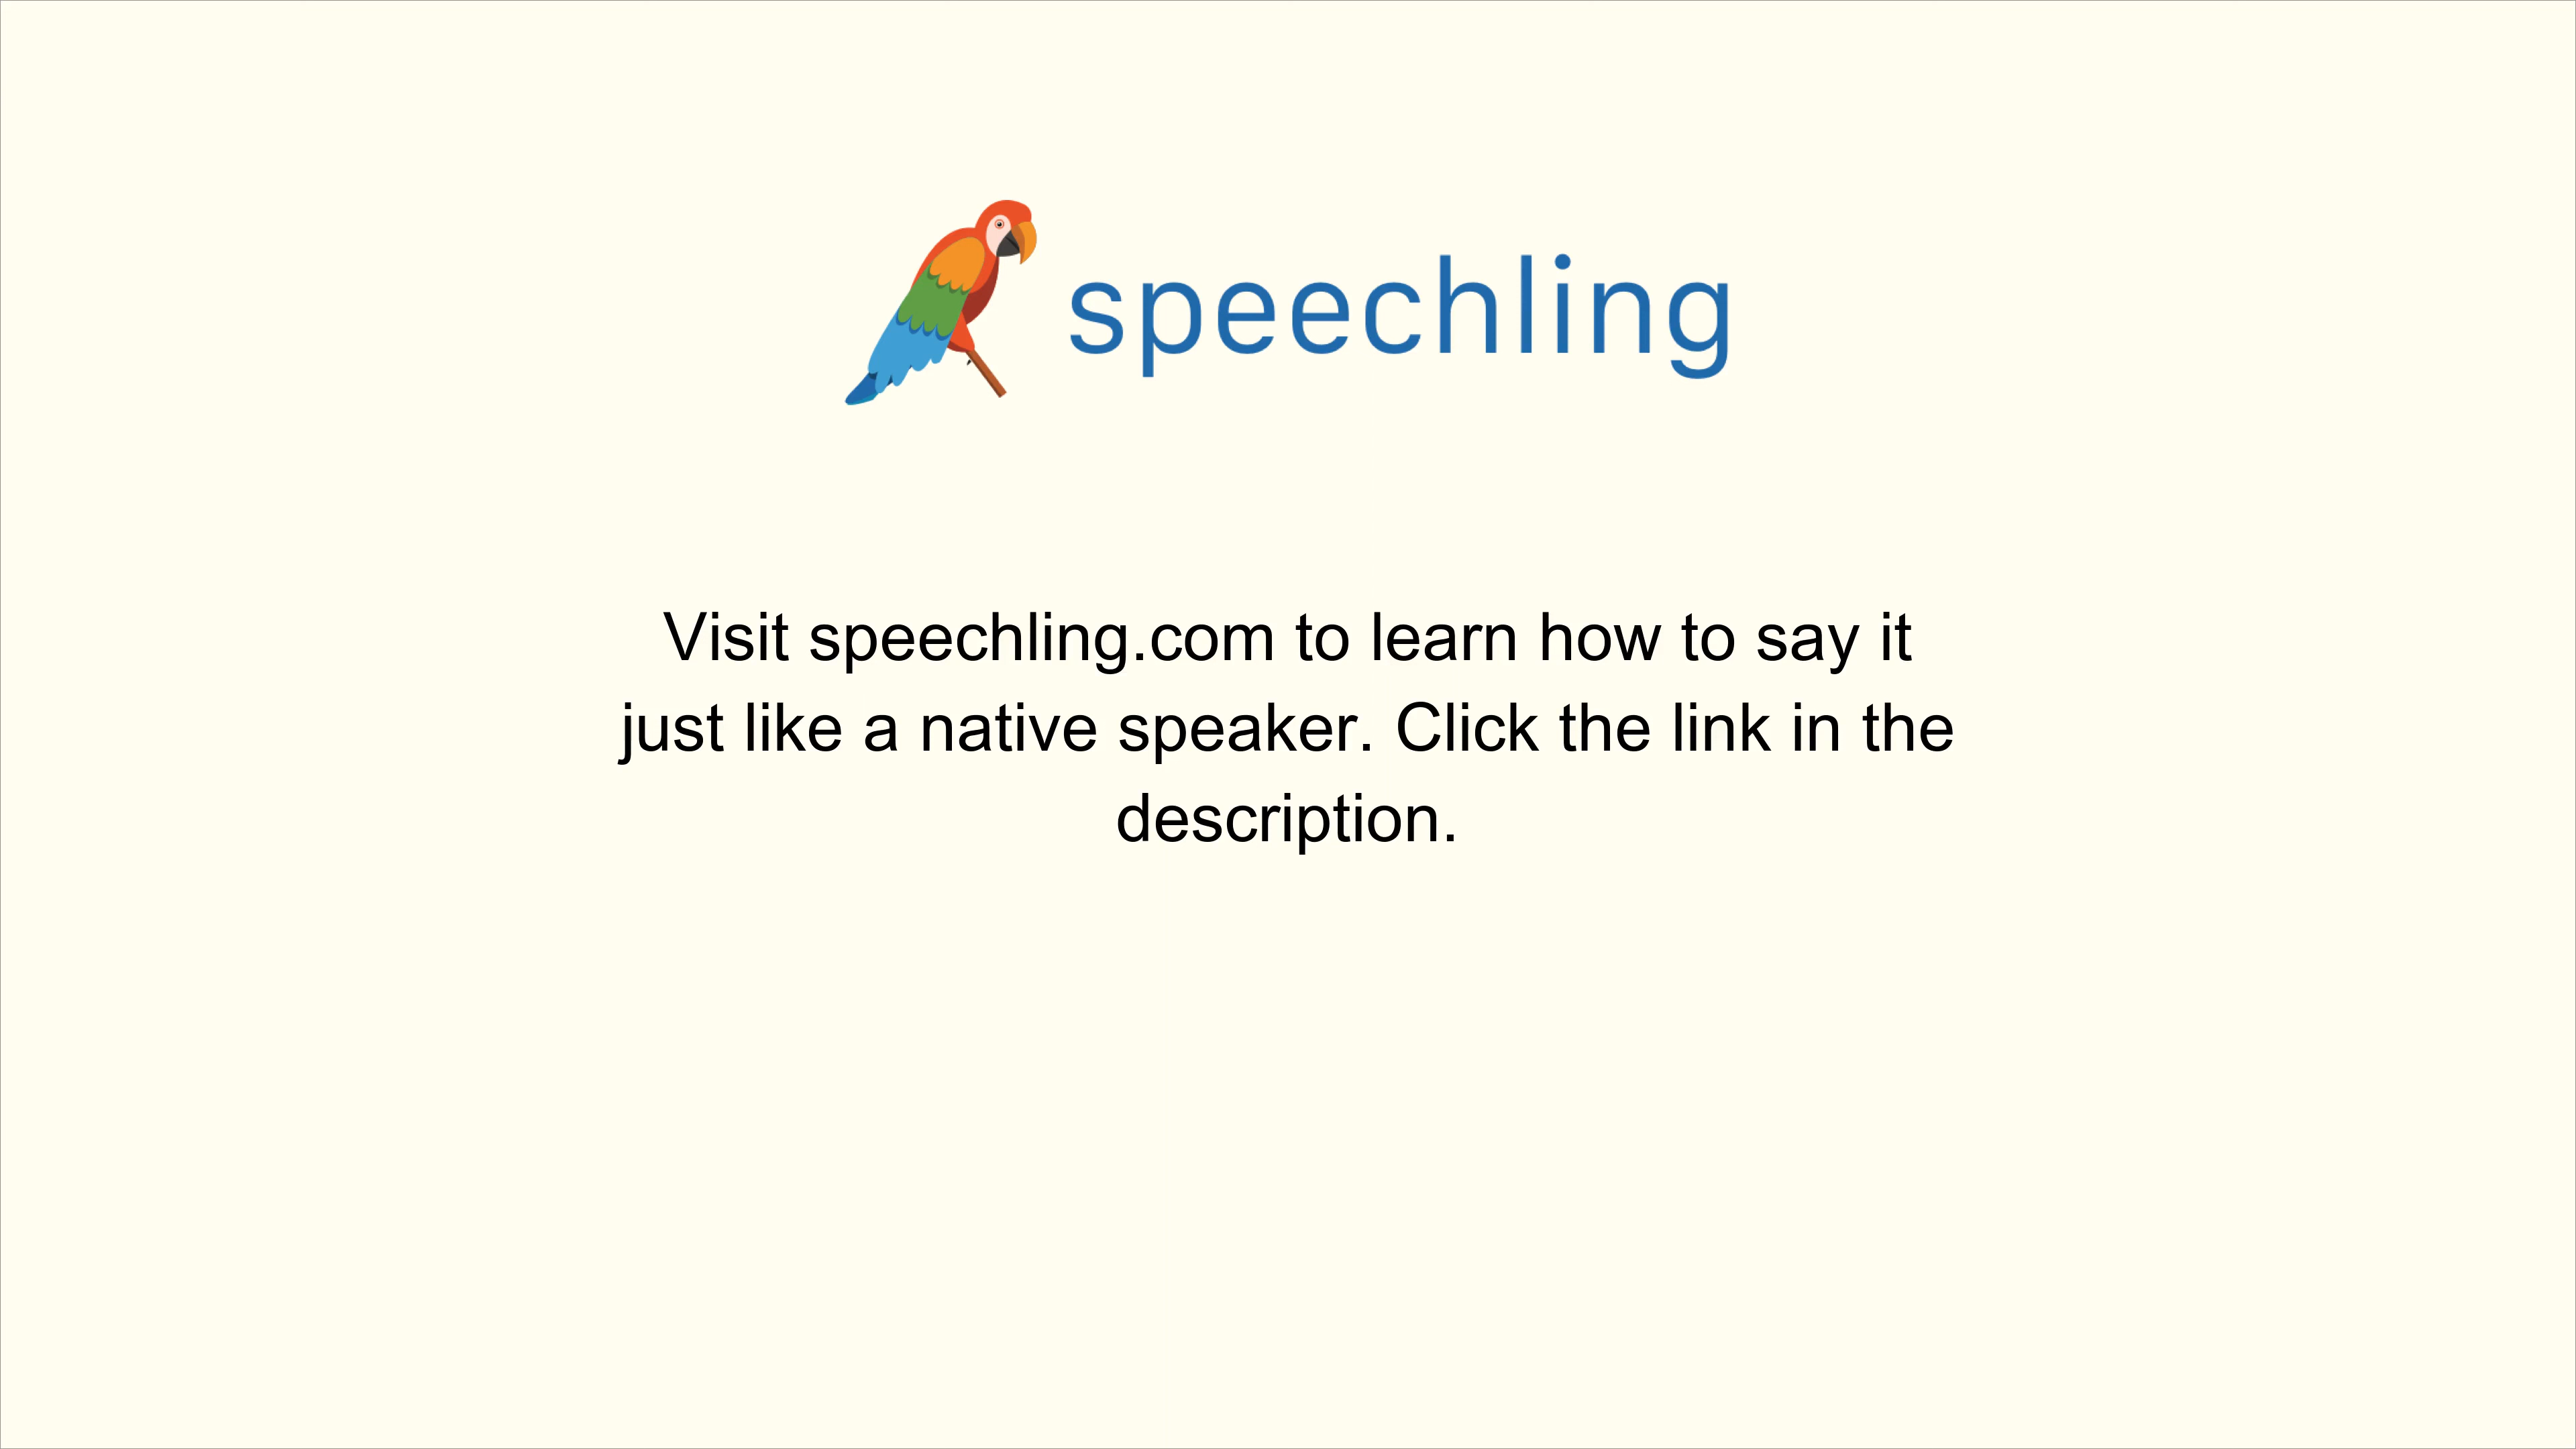 speechling
Visit speechling.com to learn how to say it
just like a native speaker. Click the link in the
description.